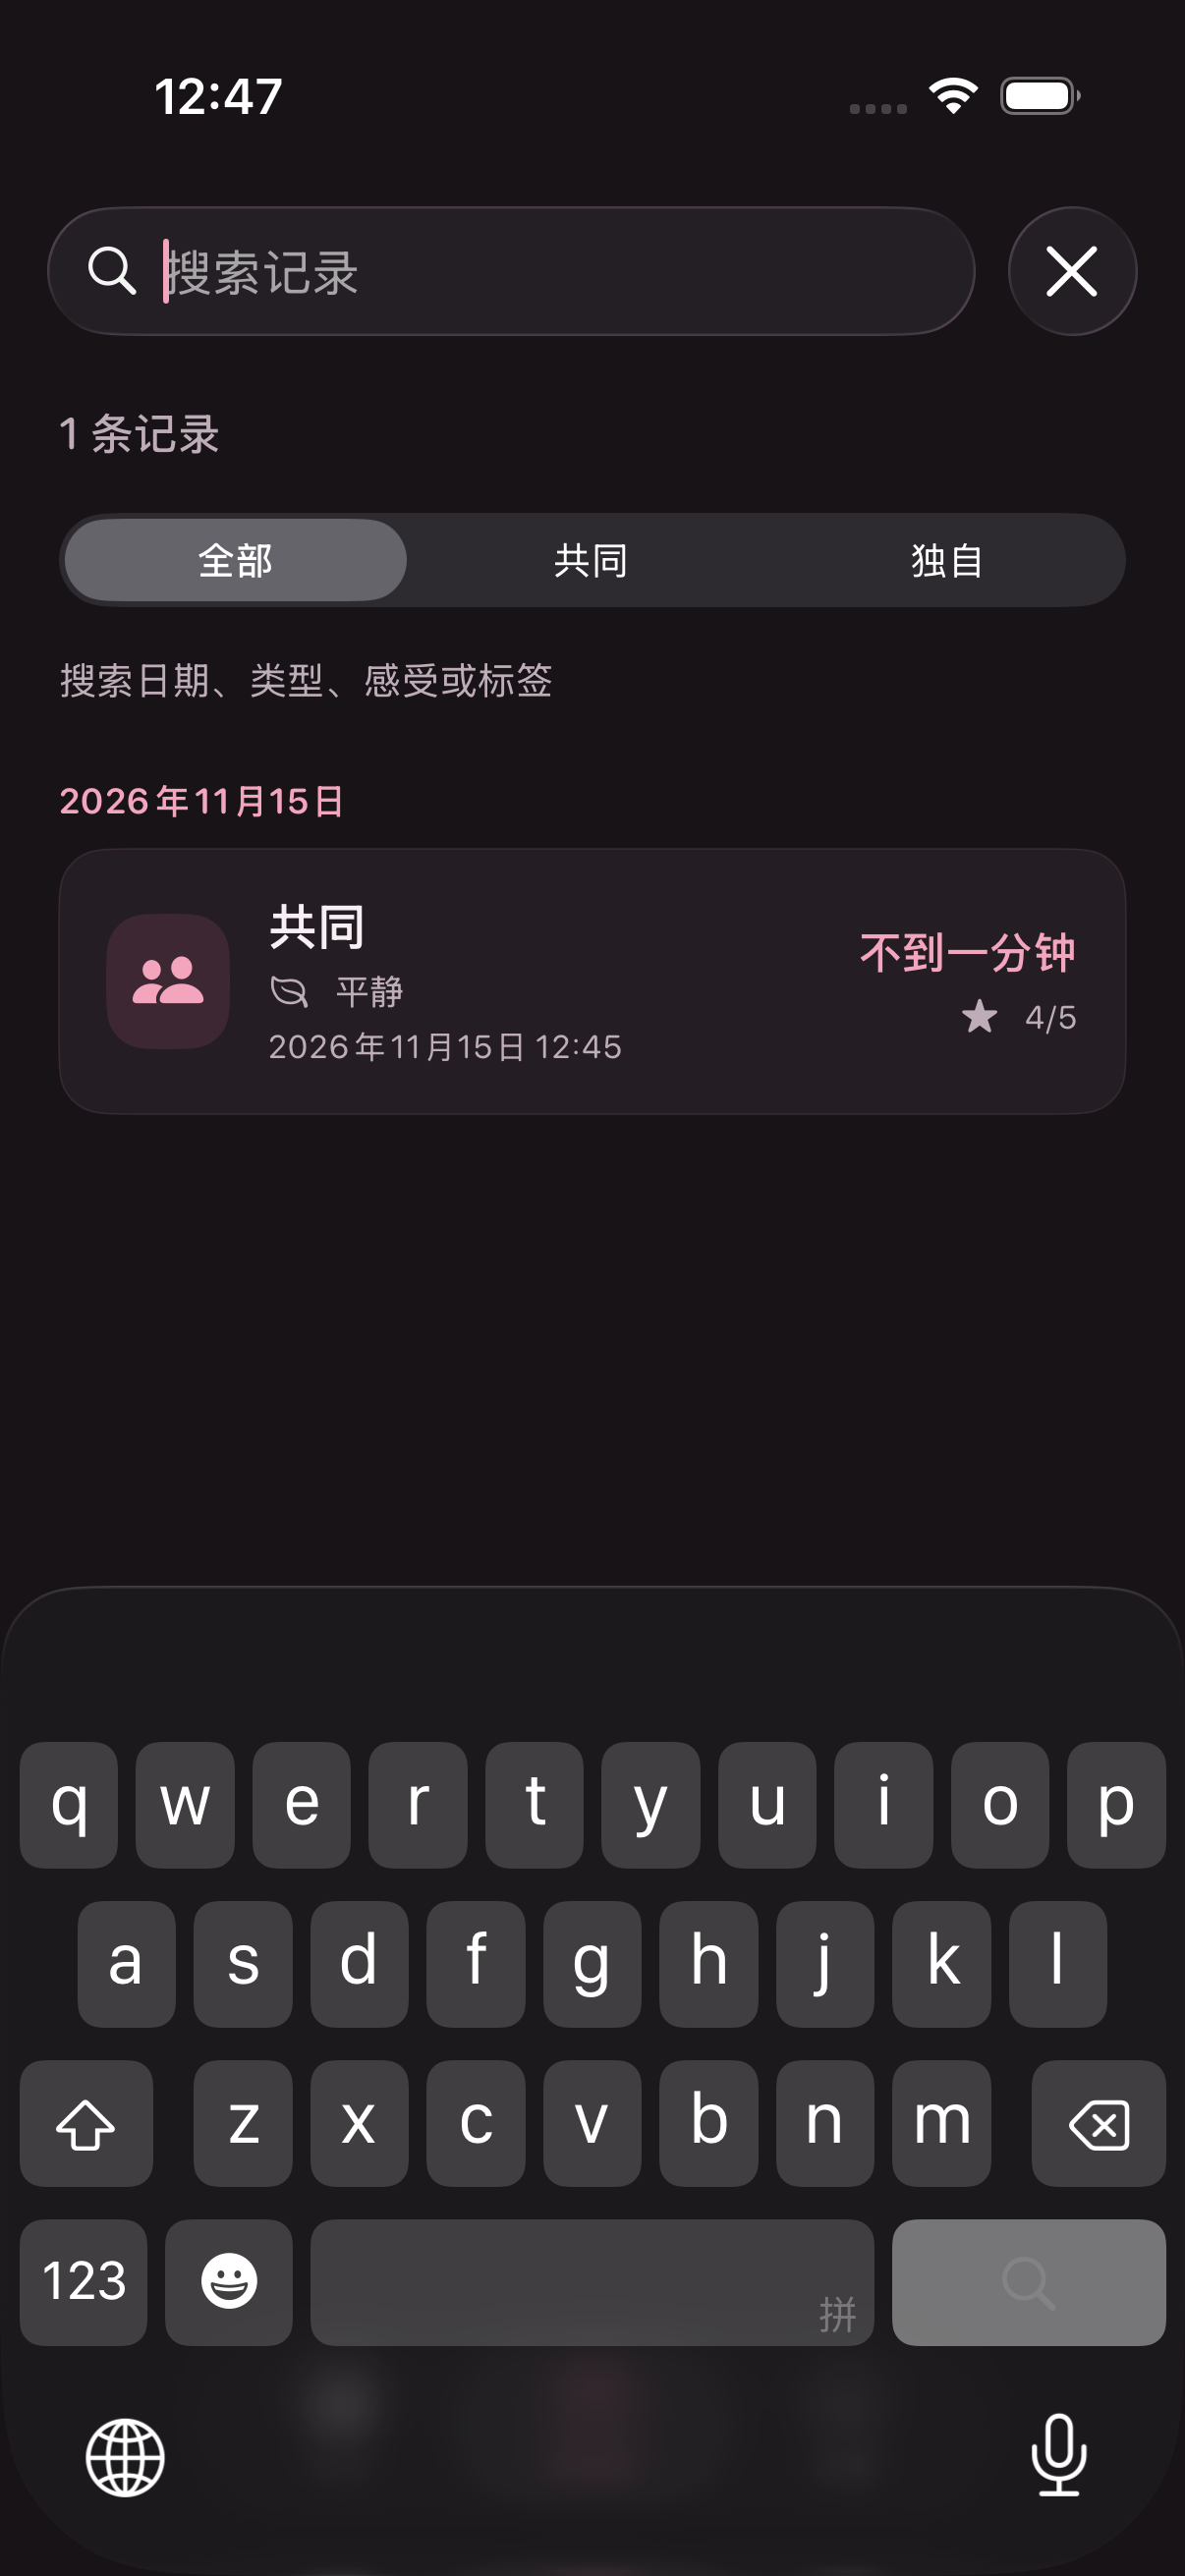 12:47
搜索记录
1 条记录
全部 共同 独自
搜索日期、类型、感受或标签
2026年11月15日
共同
不到一分钟
平静
4/5
2026年11月15日 12:45
q w e r t y u i o p
a s d f g h j k l
z x c v b n m
123
拼